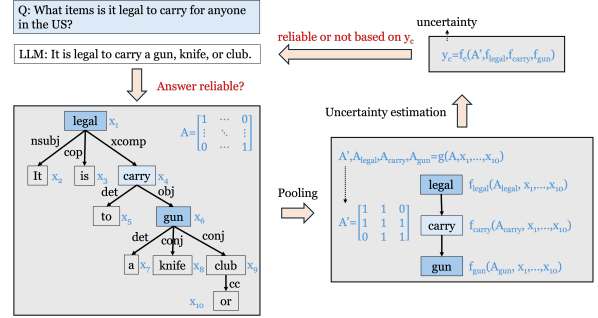 Q: What items is it legal to carry for anyone
in the US?
LLM: It is legal to carry a gun, knife, or club.
Answer reliable?
reliable or not based on y_c
uncertainty
y_c=f_c(A',f_legal,f_carry,f_gun)
Uncertainty estimation
legal x_1
A= [1 ⋯ 0
⋮ ⋱ ⋮
0 ⋯ 1]
nsubj cop xcomp
It x_2 is x_3 carry x_4
det obj
to x_5 gun x_6
det conj conj
a x_7 knife x_8 club x_9
cc
x_10 or
Pooling
A',A_legal,A_carry,A_gun=g(A,x_1,...,x_10)
legal f_legal(A_legal, x_1,...,x_10)
A'= [1 1 0
1 1 1
0 1 1]
carry f_carry(A_carry, x_1,...,x_10)
gun f_gun(A_gun, x_1,...,x_10)